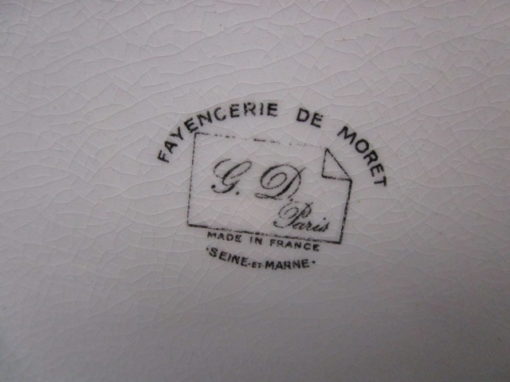 FAYENCERIE DE MORET
G. D.
Paris
MADE IN FRANCE
·SEINE-ET-MARNE·